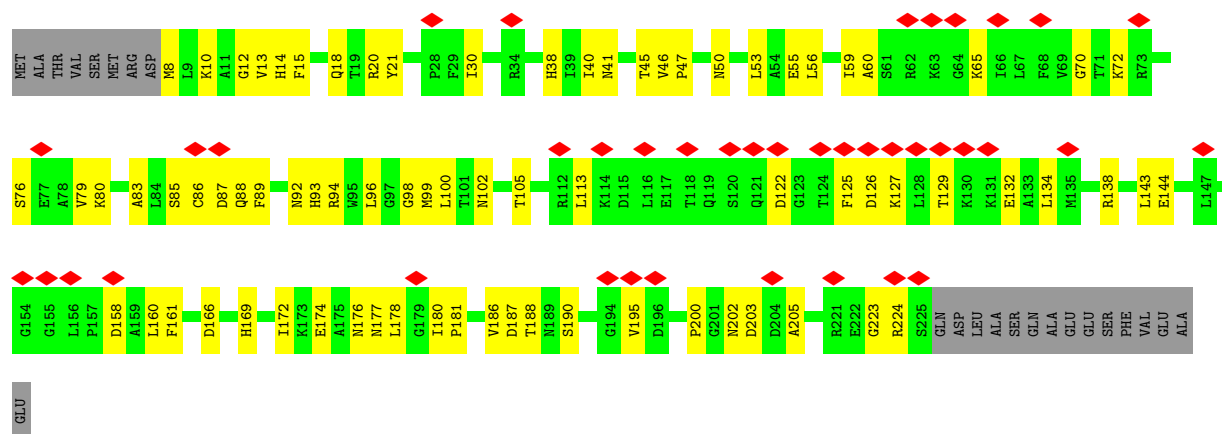 MET ALA THR VAL SER MET ARG ASP M8 L9 K10 A11 G12 V13 H14 F15 Q18 T19 R20 Y21 P28 F29 I30 R34 H38 I39 I40 N41 T45 V46 P47 N50 L53 A54 E55 L56 I59 A60 S61 R62 K63 G64 K65 I66 L67 F68 V69 G70 T71 K72 R73
S76 E77 A78 V79 K80 A83 L84 S85 C86 D87 Q88 F89 N92 H93 R94 W95 L96 G97 G98 M99 L100 T101 N102 T105 R112 L113 K114 D115 L116 E117 T118 Q119 S120 Q121 D122 G123 T124 F125 D126 K127 L128 T129 K130 K131 E132 A133 L134 M135 R138 L143 E144 L147
G154 G155 L156 P157 D158 A159 L160 F161 D166 H169 I172 K173 E174 A175 N176 N177 L178 G179 I180 P181 V186 D187 T188 N189 S190 G194 V195 D196 P200 G201 N202 D203 D204 A205 R221 E222 G223 R224 S225 GLN ASP LEU ALA SER GLN ALA GLU GLU SER PHE VAL GLU ALA
GLU